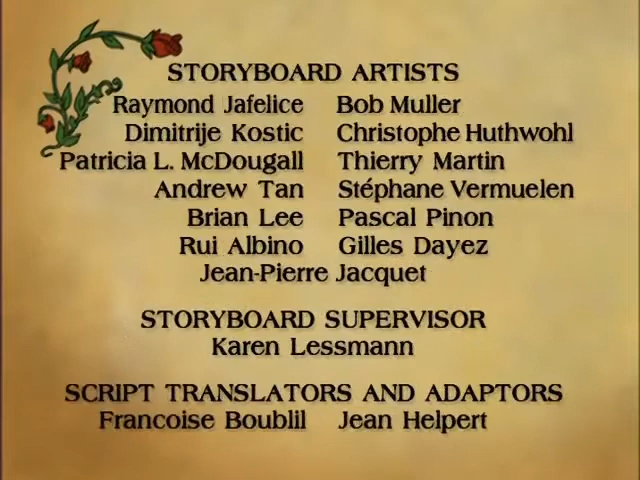 STORYBOARD ARTISTS
Raymond Jafelice Bob Muller
Dimitrije Kostic Christophe Huthwohl
Patricia L. McDougall Thierry Martin
Andrew Tan Stéphane Vermuelen
Brian Lee Pascal Pinon
Rui Albino Gilles Dayez
Jean-Pierre Jacquet
STORYBOARD SUPERVISOR
Karen Lessmann
SCRIPT TRANSLATORS AND ADAPTORS
Francoise Boublil Jean Helpert